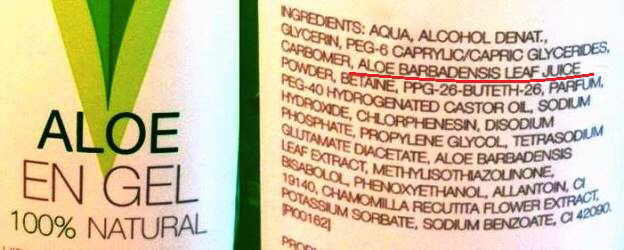 ALOE
EN GEL
100% NATURAL
INGREDIENTS: AQUA, ALCOHOL DENAT.,
GLYCERIN, PEG-6 CAPRYLIC/CAPRIC GLYCERIDES,
CARBOMER, ALOE BARBADENSIS LEAF JUICE
POWDER, BETAINE, PPG-26-BUTETH-26, PARFUM,
PEG-40 HYDROGENATED CASTOR OIL, SODIUM
HYDROXIDE, CHLORPHENESIN, DISODIUM
PHOSPHATE, PROPYLENE GLYCOL, TETRASODIUM
GLUTAMATE DIACETATE, ALOE BARBADENSIS
LEAF EXTRACT, METHYLISOTHIAZOLINONE,
BISABOLOL, PHENOXYETHANOL, ALLANTOIN, CI
19140, CHAMOMILLA RECUTITA FLOWER EXTRACT,
POTASSIUM SORBATE, SODIUM BENZOATE, CI 42090.
[P00162]